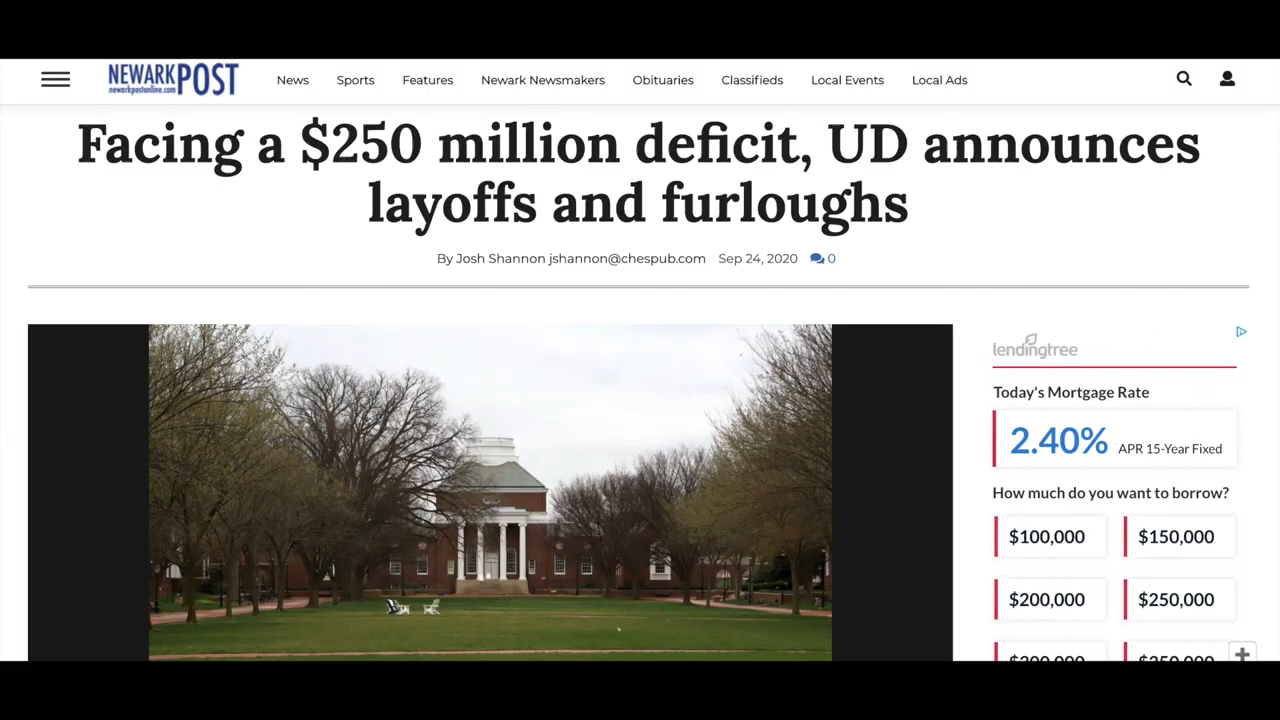 NEWARK POST
newarkpostonline.com
News Sports Features Newark Newsmakers Obituaries Classifieds Local Events Local Ads
Facing a $250 million deficit, UD announces
layoffs and furloughs
By Josh Shannon jshannon@chespub.com Sep 24, 2020 0
lendingtree
Today's Mortgage Rate
2.40% APR 15-Year Fixed
How much do you want to borrow?
$100,000 $150,000
$200,000 $250,000